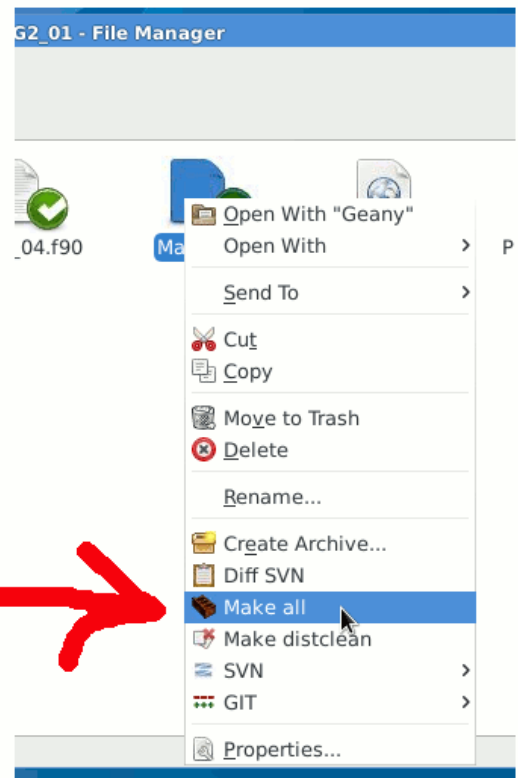 G2_01 - File Manager
_04.f90
Ma
P
Open With "Geany"
Open With
Send To
Cut
Copy
Move to Trash
Delete
Rename...
Create Archive...
Diff SVN
Make all
Make distclean
SVN
GIT
Properties...